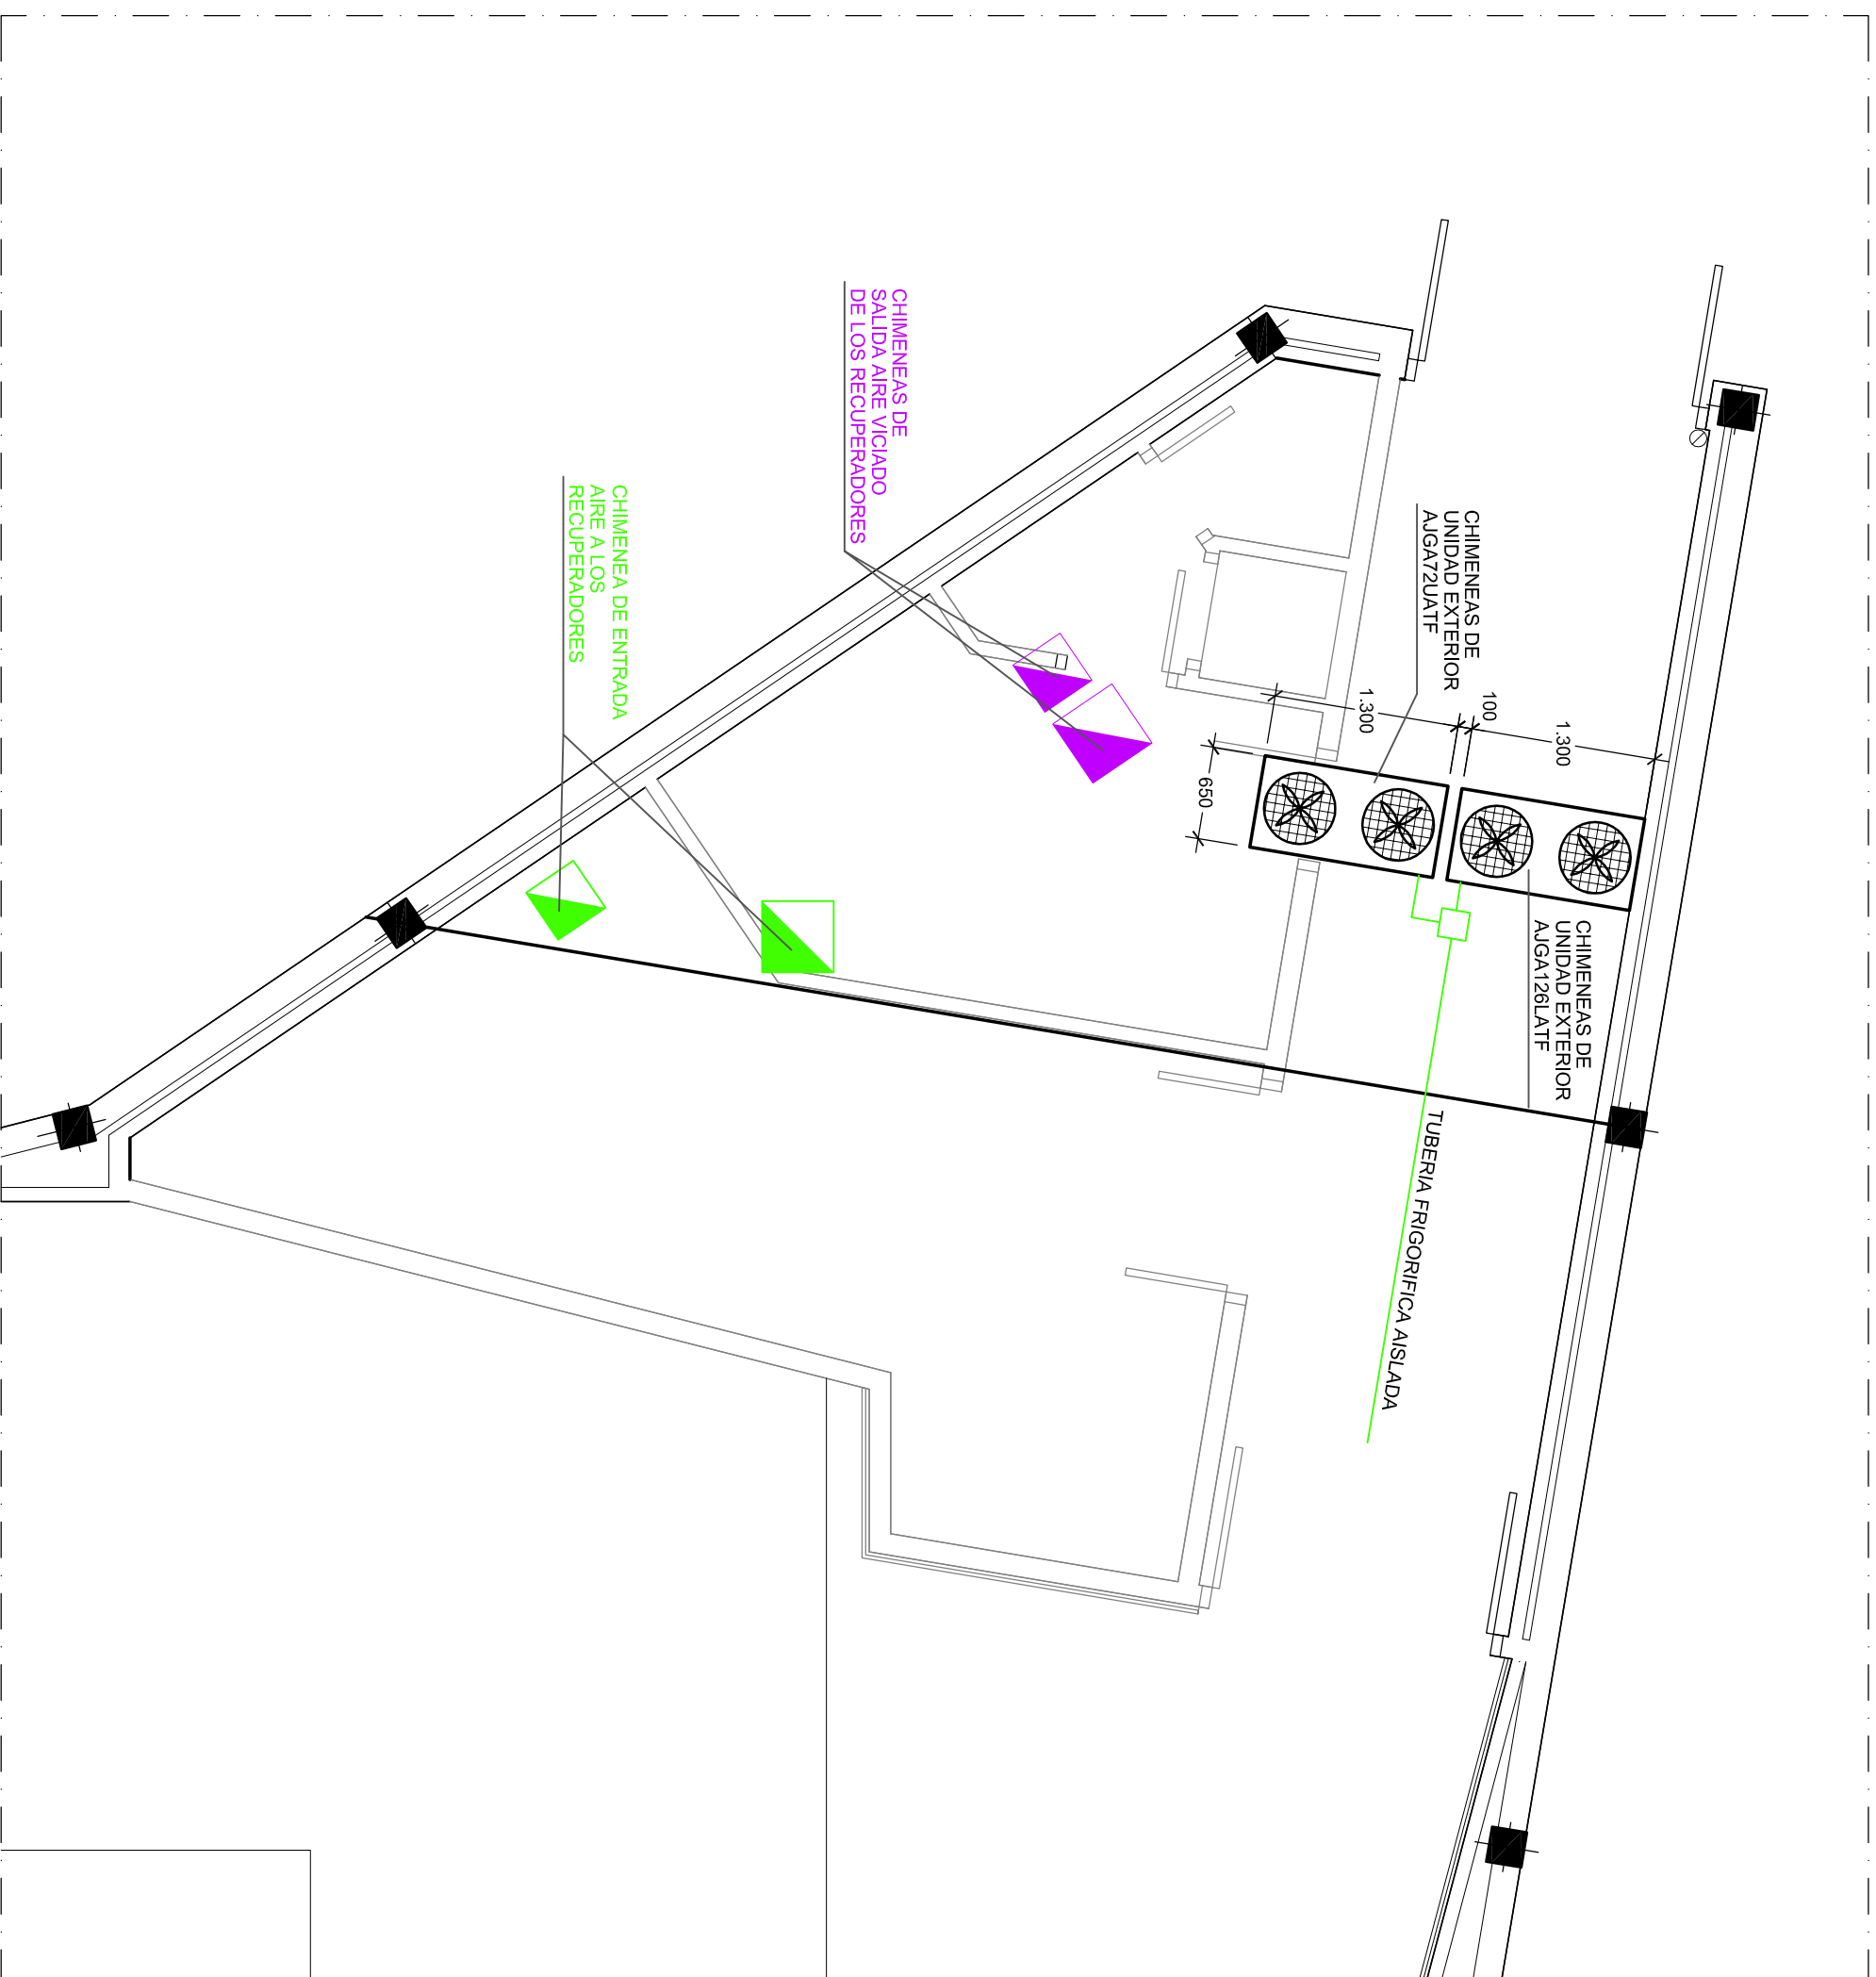 CHIMENEAS DE
UNIDAD EXTERIOR
AJGA126LATF
CHIMENEAS DE
UNIDAD EXTERIOR
AJGA72UATF
1.300
100
1.300
650
TUBERIA FRIGORIFICA AISLADA
CHIMENEAS DE
SALIDA AIRE VICIADO
DE LOS RECUPERADORES
CHIMENEA DE ENTRADA
AIRE A LOS
RECUPERADORES